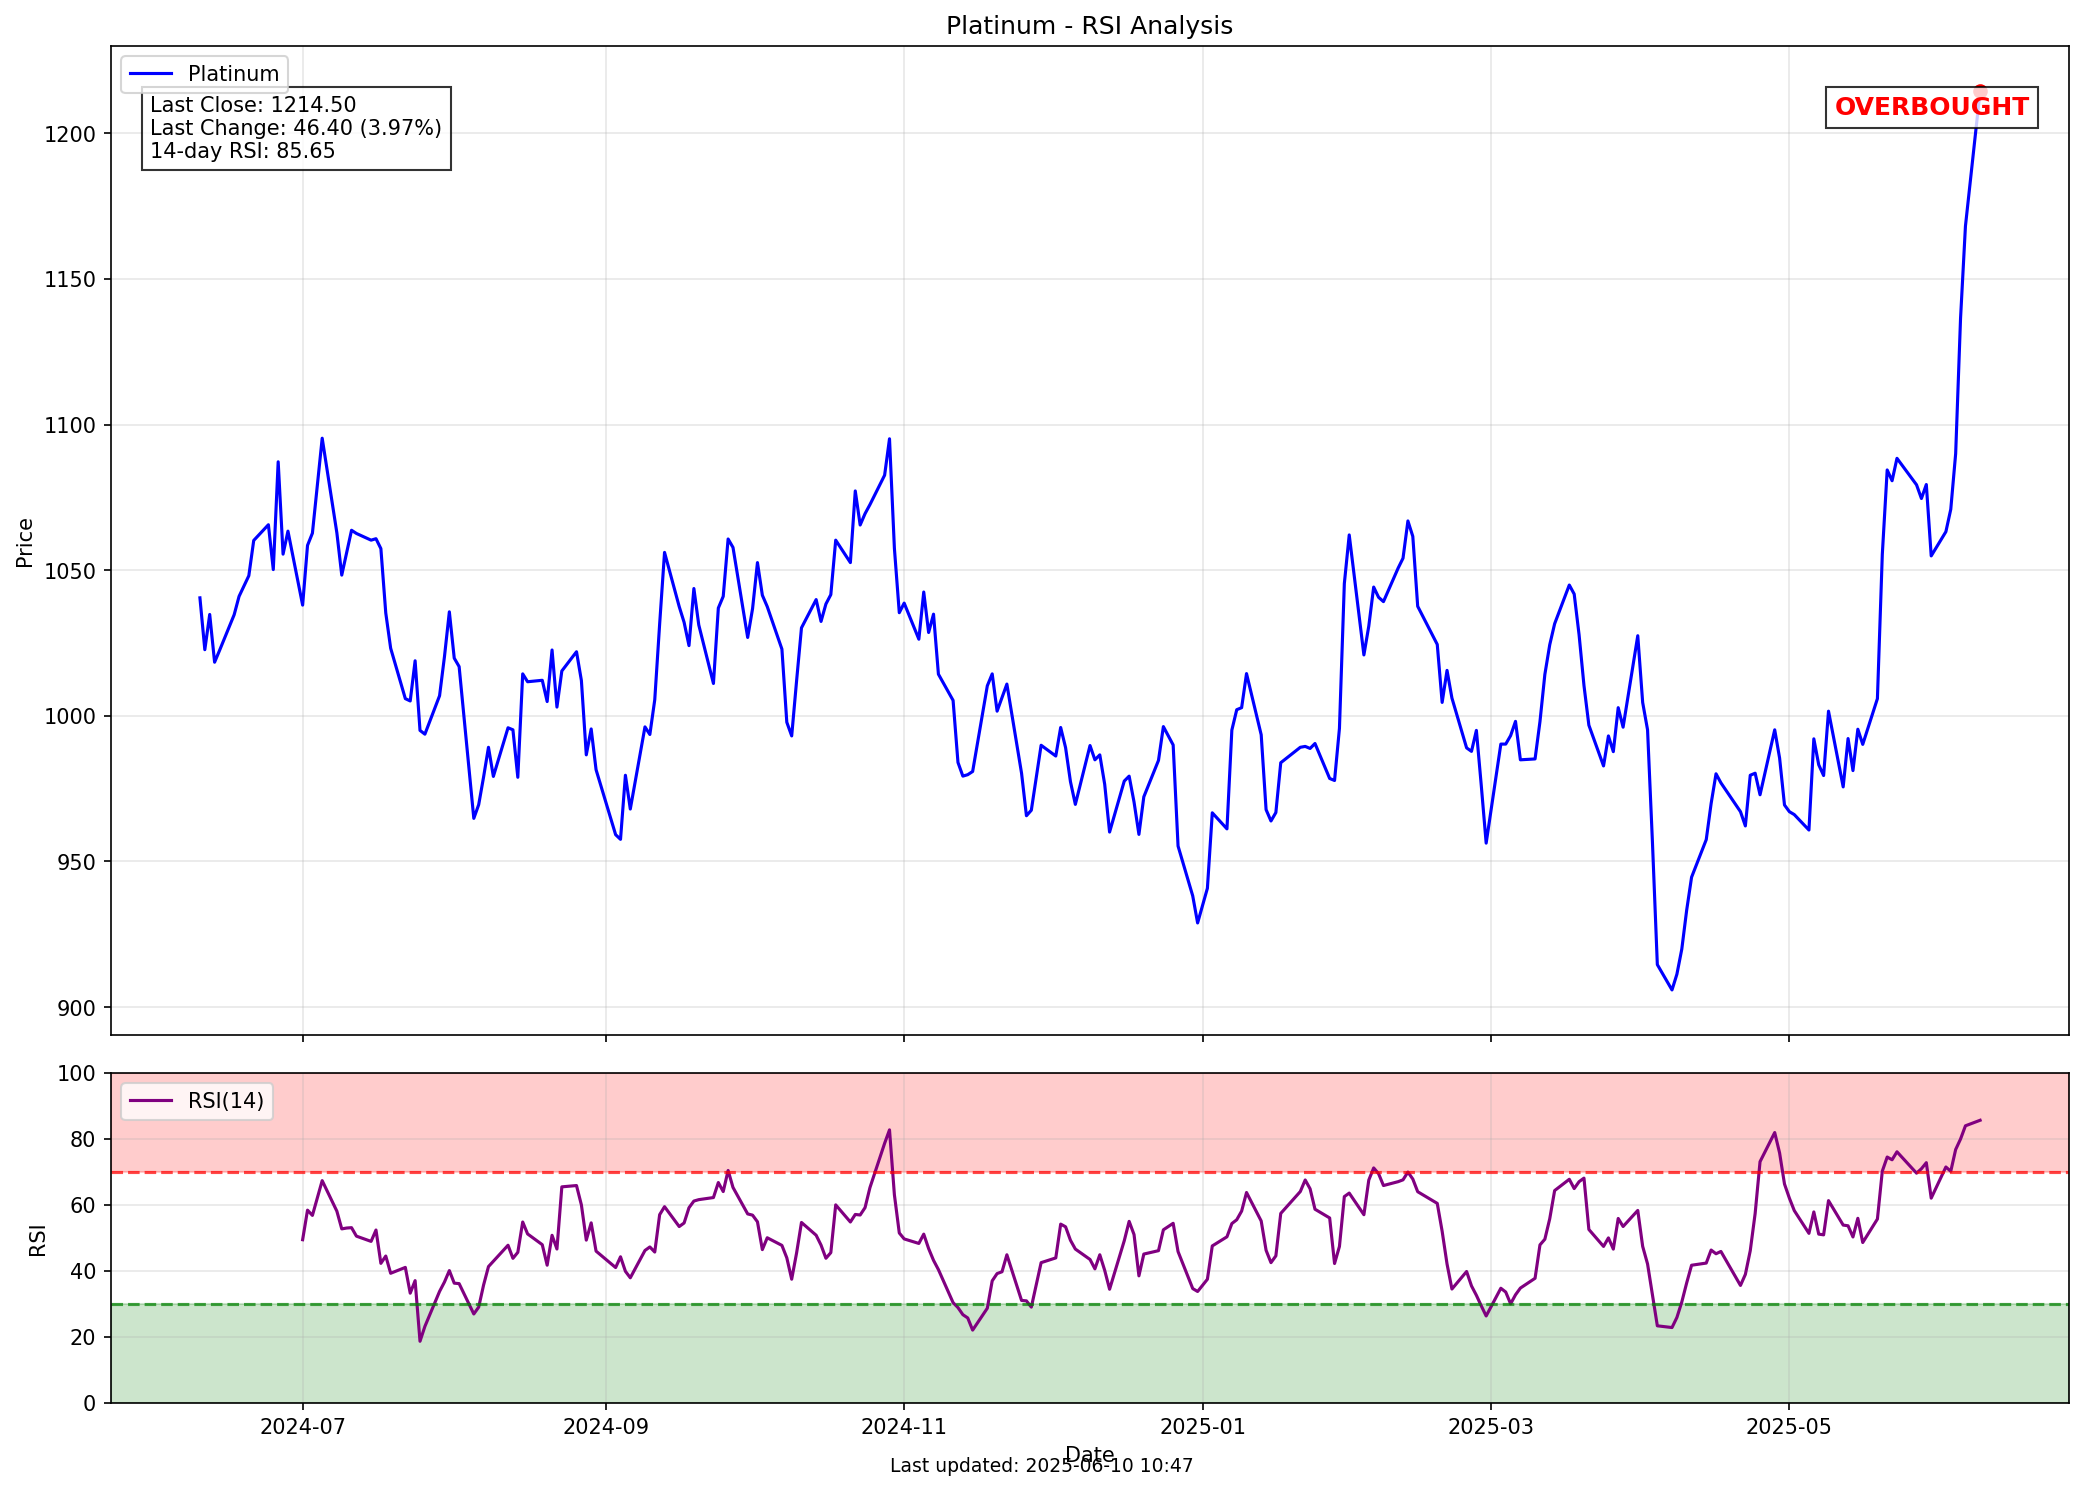 Platinum - RSI Analysis
Platinum
Last Close: 1214.50
Last Change: 46.40 (3.97%)
14-day RSI: 85.65
OVERBOUGHT
Price
1200
1150
1100
1050
1000
950
900
RSI(14)
RSI
100
80
60
40
20
0
2024-07
2024-09
2024-11
2025-01
2025-03
2025-05
Date
Last updated: 2025-06-10 10:47